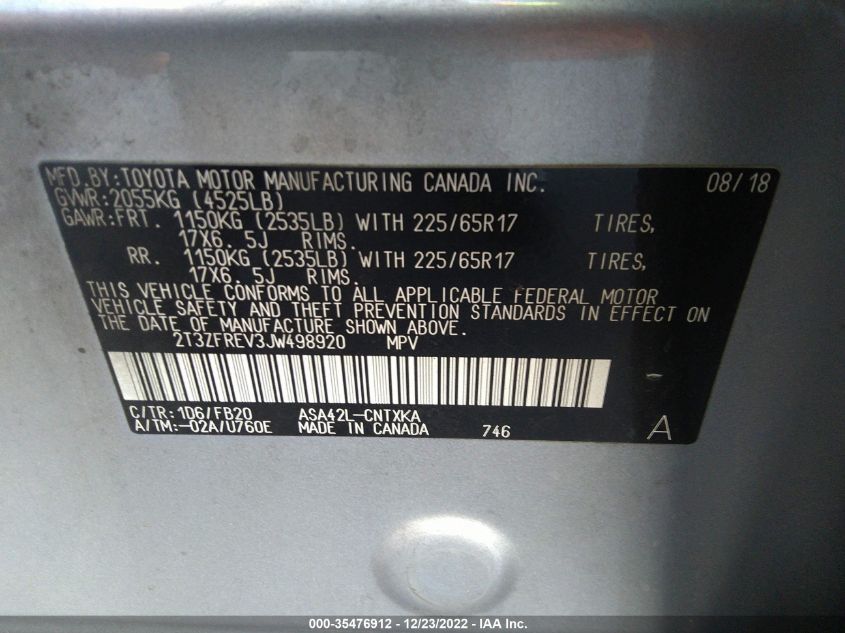 MFD.BY:TOYOTA MOTOR MANUFACTURING CANADA INC. 08/18
GVWR:2055KG (4525LB)
GAWR:FRT. 1150KG (2535LB) WITH 225/65R17 TIRES,
17X6.5J RIMS.
RR. 1150KG (2535LB) WITH 225/65R17 TIRES,
17X6.5J RIMS.
THIS VEHICLE CONFORMS TO ALL APPLICABLE FEDERAL MOTOR
VEHICLE SAFETY AND THEFT PREVENTION STANDARDS IN EFFECT ON
THE DATE OF MANUFACTURE SHOWN ABOVE.
2T3ZFREV3JW498920 MPV
C/TR:1D6/FB20 ASA42L-CNTXKA
A/TM:-02A/U760E MADE IN CANADA 746 A
000-35476912 - 12/23/2022 - IAA Inc.